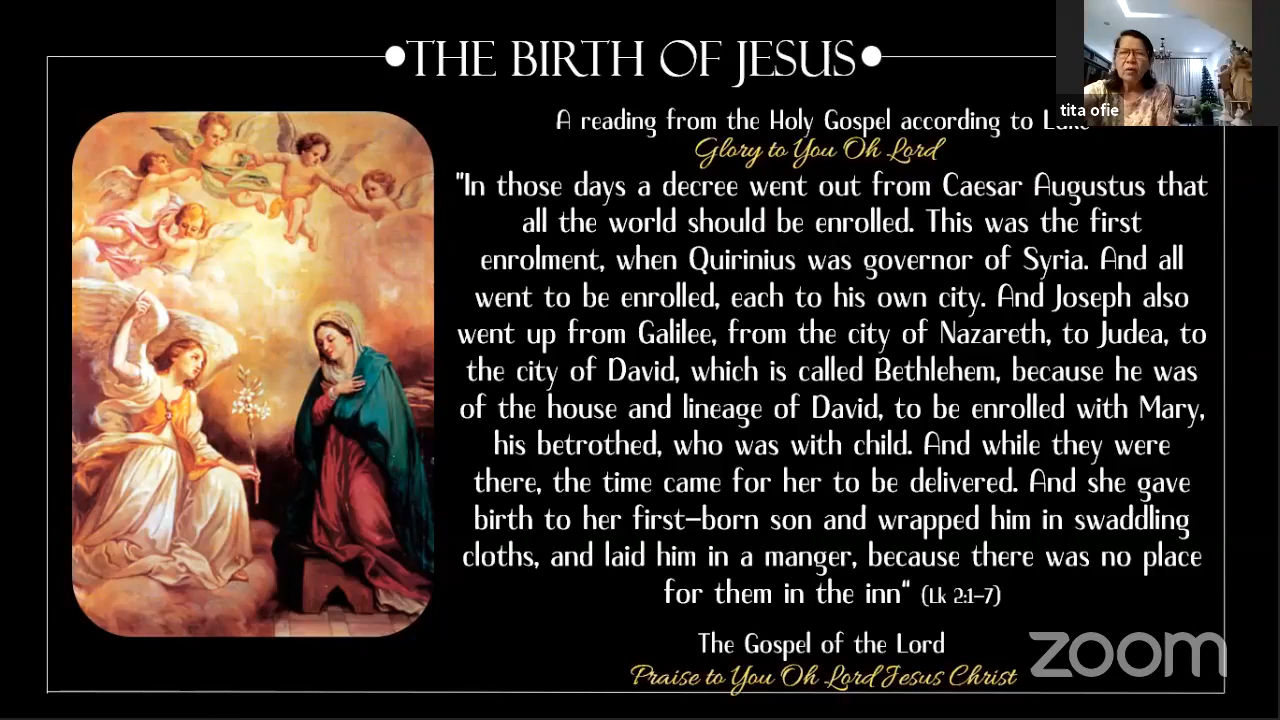 THE BIRTH OF JESUS
tita ofie
A reading from the Holy Gospel according to
Glory to You Oh Lord
"In those days a decree went out from Caesar Augustus that
all the world should be enrolled. This was the first
enrolment, when Quirinius was governor of Syria. And all
went to be enrolled, each to his own city. And Joseph also
went up from Galilee, from the city of Nazareth, to Judea, to
the city of David, which is called Bethlehem, because he was
of the house and lineage of David, to be enrolled with Mary,
his betrothed, who was with child. And while they were
there, the time came for her to be delivered. And she gave
birth to her first-born son and wrapped him in swaddling
cloths, and laid him in a manger, because there was no place
for them in the inn" (Lk 2:1-7)
The Gospel of the Lord
Praise to You Oh Lord Jesus Christ
zoom